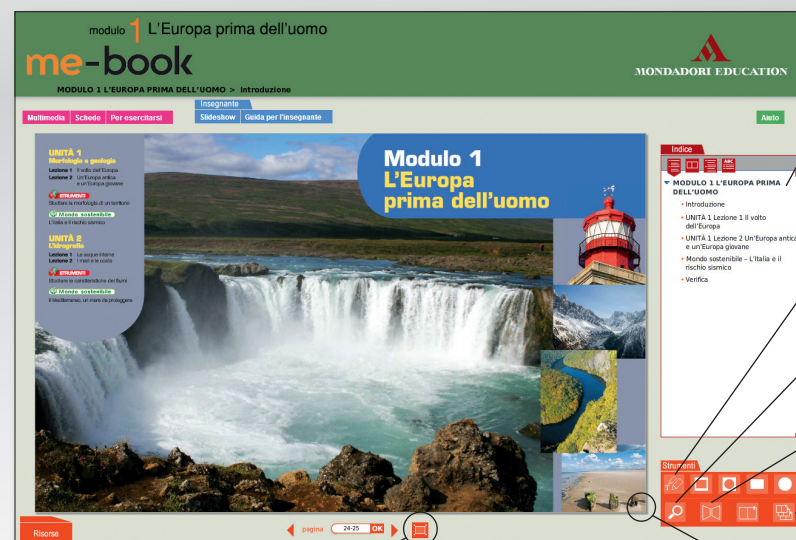 modulo 1 L'Europa prima dell'uomo
me-book
MODULO 1 L'EUROPA PRIMA DELL'UOMO > Introduzione
MONDADORI EDUCATION
Insegnante
Multimedia Schede Per esercitarsi Slideshow Guida per l'insegnante Aiuto
UNITÀ 1
Morfologia e geologia
Lezione 1 Il volto dell'Europa
Lezione 2 Un'Europa antica
e un'Europa giovane
STRUMENTI
Studiare la morfologia di un territorio
Mondo sostenibile
L'Italia e il rischio sismico
UNITÀ 2
L'idrografia
Lezione 1 Le acque interne
Lezione 2 I mari e le coste
STRUMENTI
Studiare le caratteristiche dei fiumi
Mondo sostenibile
Il Mediterraneo, un mare da proteggere
Modulo 1
L'Europa
prima dell'uomo
Indice
ABC
MODULO 1 L'EUROPA PRIMA
DELL'UOMO
• Introduzione
• UNITÀ 1 Lezione 1 Il volto
dell'Europa
• UNITÀ 1 Lezione 2 Un'Europa antica
e un'Europa giovane
• Mondo sostenibile – L'Italia e il
rischio sismico
• Verifica
Strumenti
Risorse
pagina 24-25 OK